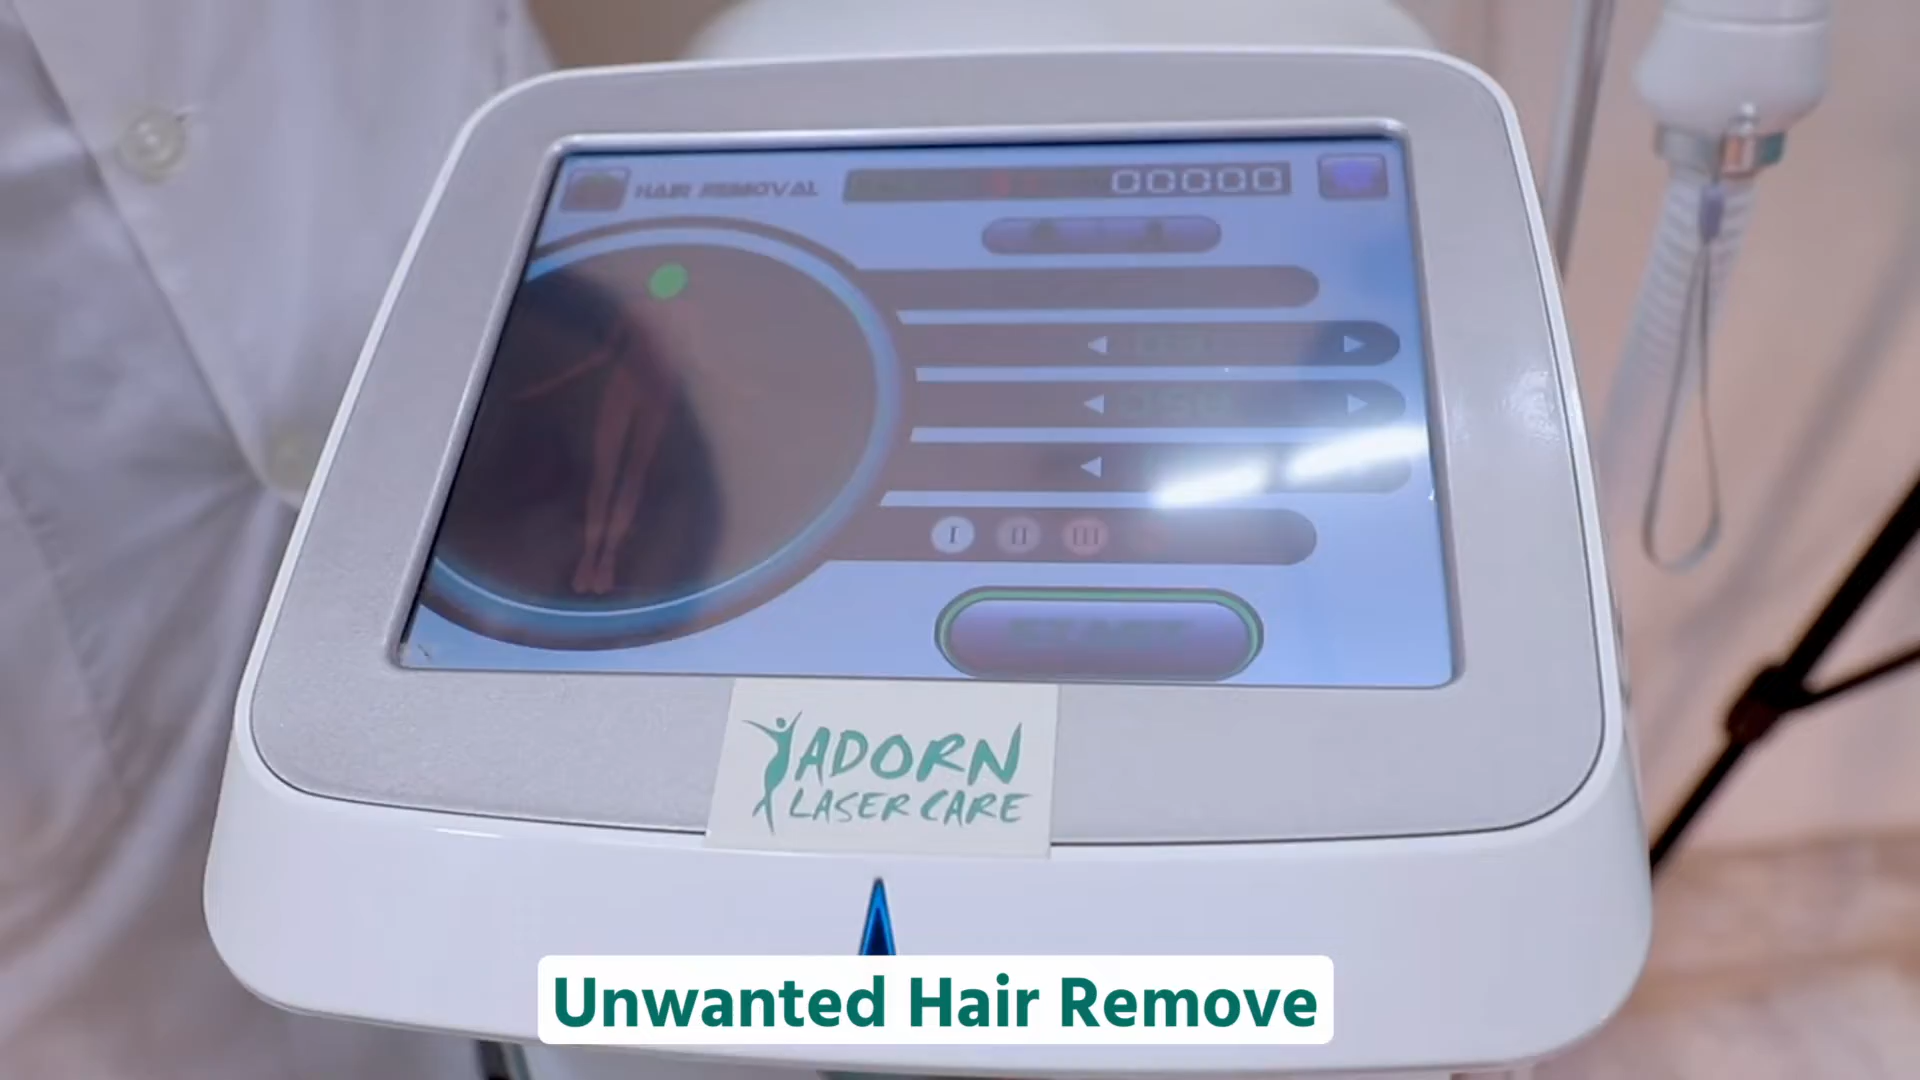 HAIR REMOVAL
00000
I II III
ADORN
LASER CARE
Unwanted Hair Remove